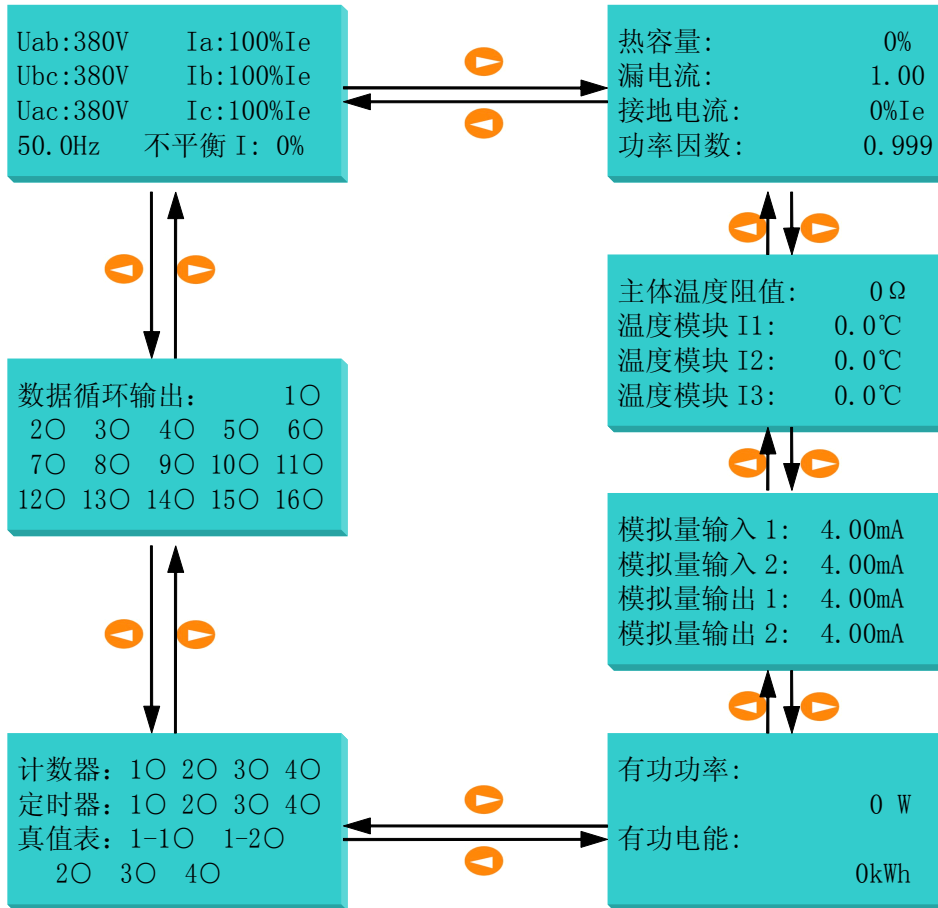 Uab:380V Ia:100%Ie
Ubc:380V Ib:100%Ie
Uac:380V Ic:100%Ie
50.0Hz 不平衡 I: 0%
热容量: 0%
漏电流: 1.00
接地电流: 0%Ie
功率因数: 0.999
主体温度阻值: 0Ω
温度模块 I1: 0.0℃
温度模块 I2: 0.0℃
温度模块 I3: 0.0℃
数据循环输出: 1○
2○ 3○ 4○ 5○ 6○
7○ 8○ 9○ 10○ 11○
12○ 13○ 14○ 15○ 16○
模拟量输入 1: 4.00mA
模拟量输入 2: 4.00mA
模拟量输出 1: 4.00mA
模拟量输出 2: 4.00mA
计数器: 1○ 2○ 3○ 4○
定时器: 1○ 2○ 3○ 4○
真值表: 1-1○ 1-2○
2○ 3○ 4○
有功功率:
0 W
有功电能:
0kWh